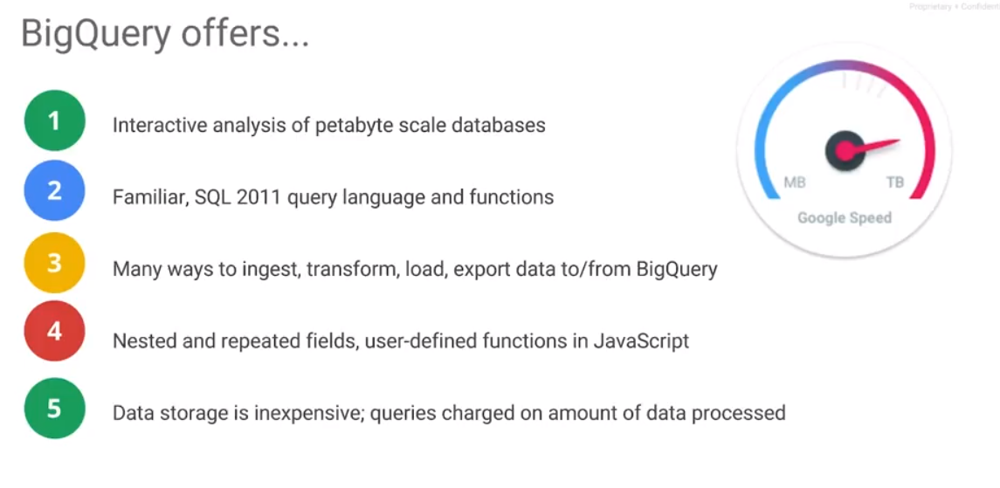 Proprietary + Confidential
BigQuery offers...
1 Interactive analysis of petabyte scale databases
2 Familiar, SQL 2011 query language and functions
3 Many ways to ingest, transform, load, export data to/from BigQuery
4 Nested and repeated fields, user-defined functions in JavaScript
5 Data storage is inexpensive; queries charged on amount of data processed
MB TB
Google Speed